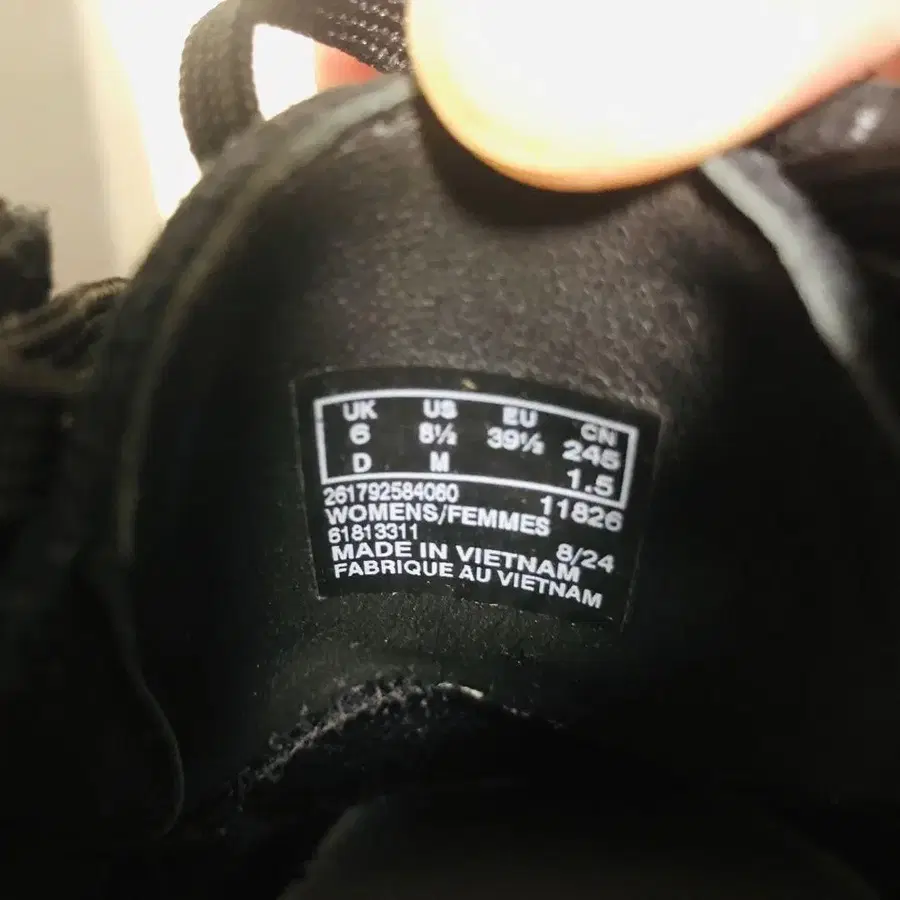 UK US EU CN
6 8½ 39½ 245
D M 1.5
261792584060 11826
WOMENS/FEMMES
61813311 8/24
MADE IN VIETNAM
FABRIQUE AU VIETNAM